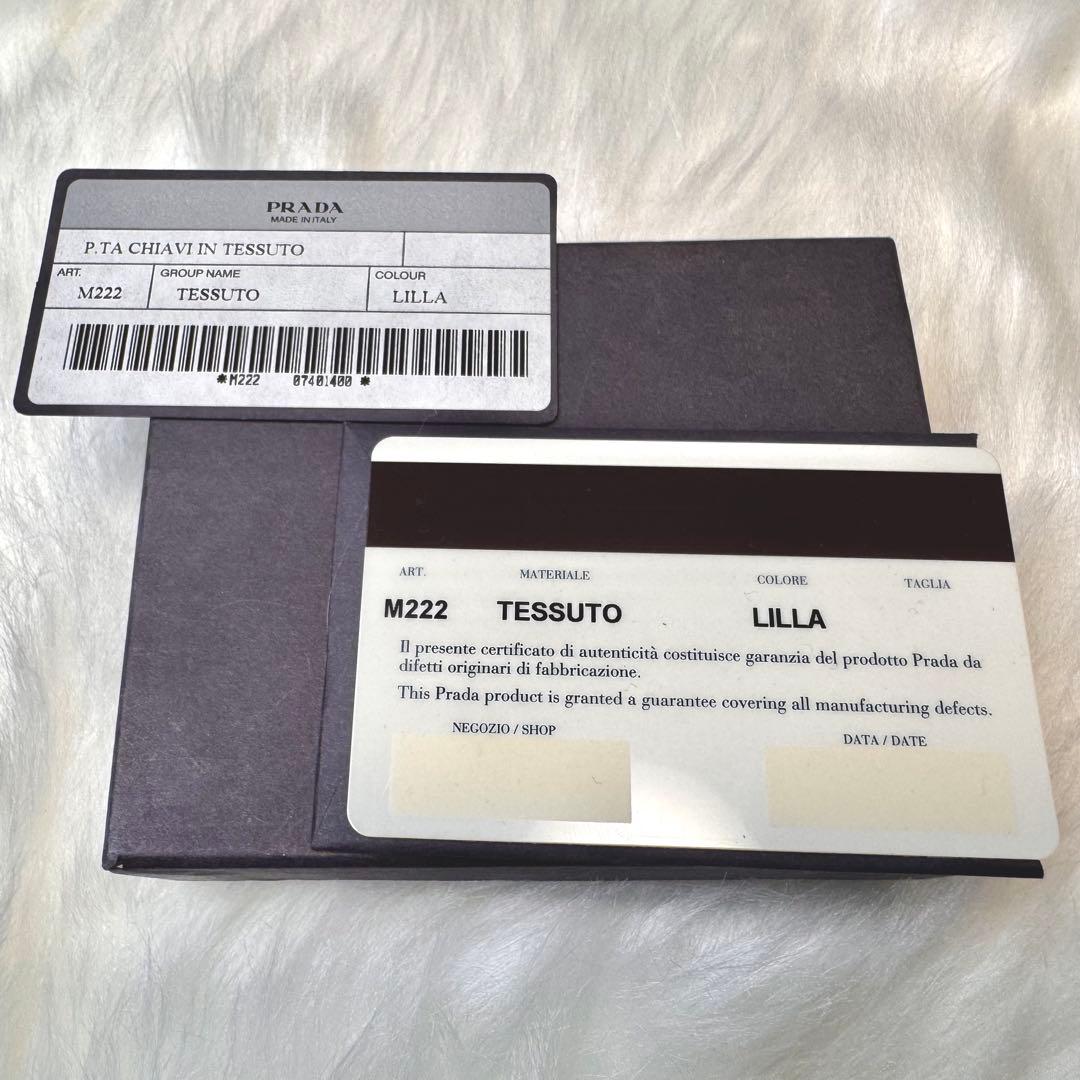 PRADA
MADE IN ITALY
P.TA CHIAVI IN TESSUTO
ART. GROUP NAME COLOUR
M222 TESSUTO LILLA
*M222 07401400 *
ART. MATERIALE COLORE TAGLIA
M222 TESSUTO LILLA
Il presente certificato di autenticità costituisce garanzia del prodotto Prada da
difetti originari di fabbricazione.
This Prada product is granted a guarantee covering all manufacturing defects.
NEGOZIO / SHOP DATA / DATE